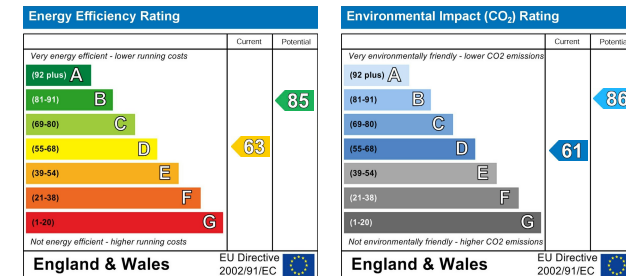 Energy Efficiency Rating
Current Potential
Very energy efficient - lower running costs
(92 plus) A
(81-91) B
85
(69-80) C
(55-68) D
63
(39-54) E
(21-38) F
(1-20) G
Not energy efficient - higher running costs
England & Wales
EU Directive
2002/91/EC
Environmental Impact (CO₂) Rating
Current Potential
Very environmentally friendly - lower CO2 emissions
(92 plus) A
(81-91) B
86
(69-80) C
(55-68) D
61
(39-54) E
(21-38) F
(1-20) G
Not environmentally friendly - higher CO2 emissions
England & Wales
EU Directive
2002/91/EC